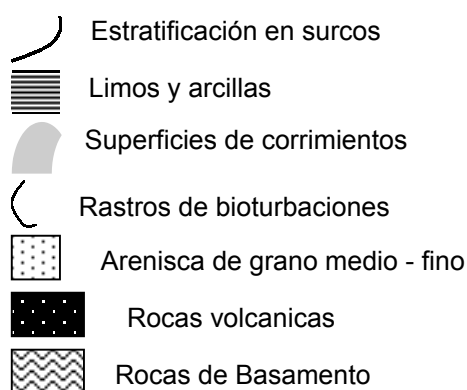 Estratificación en surcos
Limos y arcillas
Superficies de corrimientos
Rastros de bioturbaciones
Arenisca de grano medio - fino
Rocas volcanicas
Rocas de Basamento